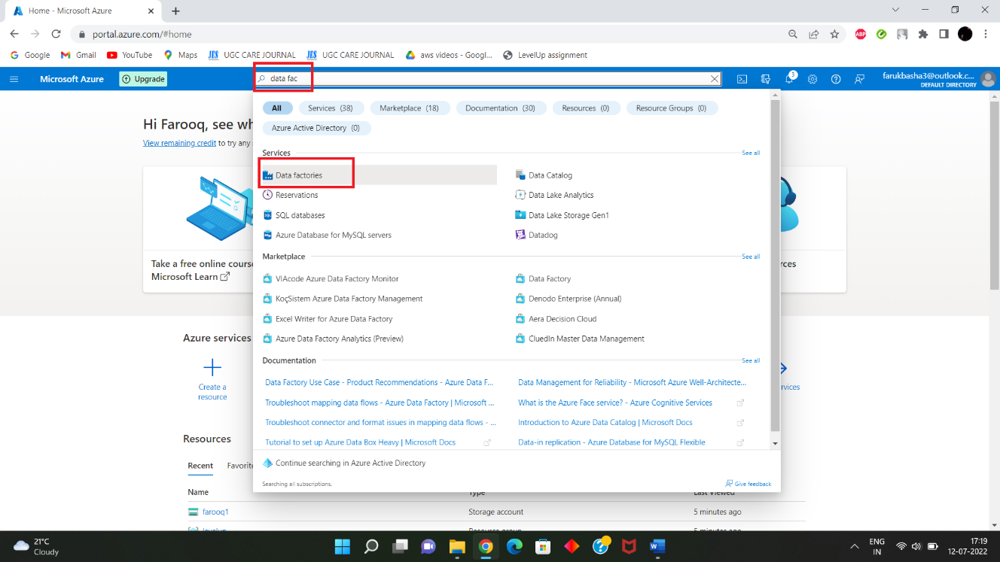 Home - Microsoft Azure
portal.azure.com/#home
ABP
Google
Gmail
YouTube
Maps
JES UGC CARE JOURNAL
JES UGC CARE JOURNAL
aws videos - Googl...
LevelUp assignment
Microsoft Azure
Upgrade
data fac
3
farukbasha3@outlook.c...
DEFAULT DIRECTORY
Hi Farooq, see wh
View remaining credit to try any
Take a free online course
Microsoft Learn
rces
All
Services (38)
Marketplace (18)
Documentation (30)
Resources (0)
Resource Groups (0)
Azure Active Directory (0)
Services
See all
Data factories
Data Catalog
Reservations
Data Lake Analytics
SQL databases
Data Lake Storage Gen1
Azure Database for MySQL servers
Datadog
Marketplace
See all
VIAcode Azure Data Factory Monitor
Data Factory
KoçSistem Azure Data Factory Management
Denodo Enterprise (Annual)
Excel Writer for Azure Data Factory
Aera Decision Cloud
Azure Data Factory Analytics (Preview)
CluedIn Master Data Management
Documentation
See all
Data Factory Use Case - Product Recommendations - Azure Data F...
Data Management for Reliability - Microsoft Azure Well-Architecte...
Troubleshoot mapping data flows - Azure Data Factory | Microsoft ...
What is the Azure Face service? - Azure Cognitive Services
Troubleshoot connector and format issues in mapping data flows - ...
Introduction to Azure Data Catalog | Microsoft Docs
Tutorial to set up Azure Data Box Heavy | Microsoft Docs
Data-in replication - Azure Database for MySQL Flexible
Continue searching in Azure Active Directory
Searching all subscriptions.
Give feedback
Azure services
Create a
resource
rvices
Resources
Recent
Favorite
Name
Type
Last Viewed
farooq1
Storage account
5 minutes ago
21°C
Cloudy
ENG
IN
17:19
12-07-2022